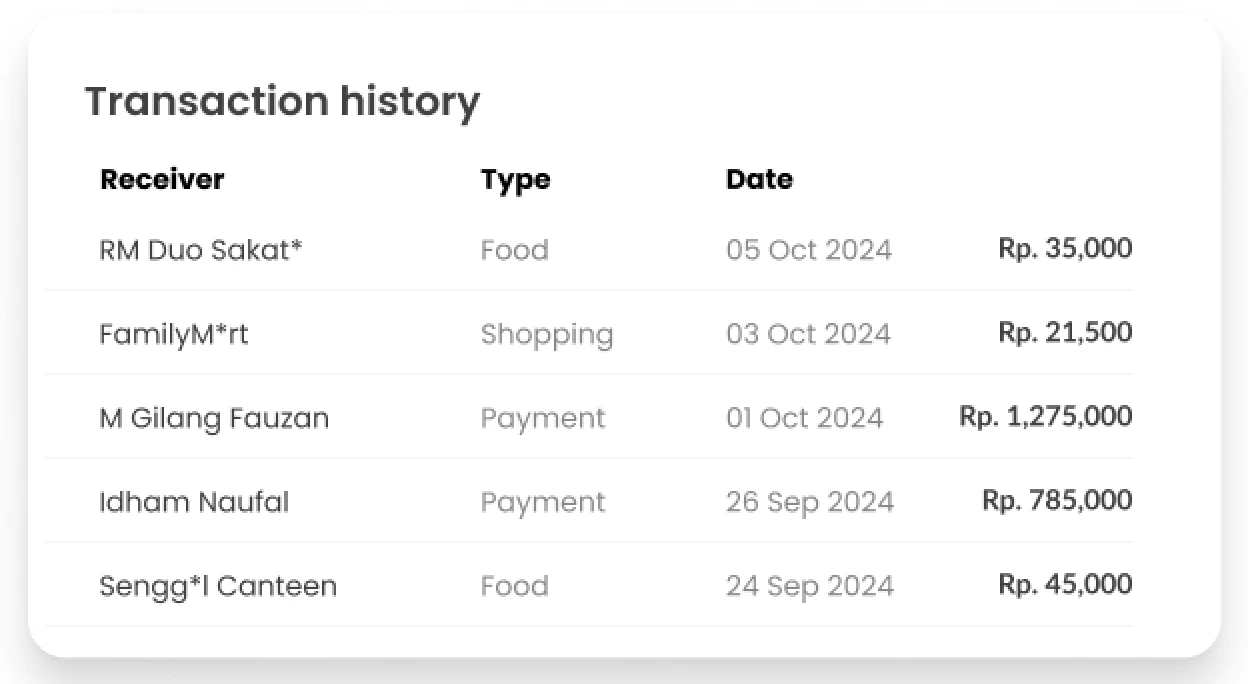 Transaction history
Receiver Type Date
RM Duo Sakat* Food 05 Oct 2024 Rp. 35,000
FamilyM*rt Shopping 03 Oct 2024 Rp. 21,500
M Gilang Fauzan Payment 01 Oct 2024 Rp. 1,275,000
Idham Naufal Payment 26 Sep 2024 Rp. 785,000
Sengg*l Canteen Food 24 Sep 2024 Rp. 45,000